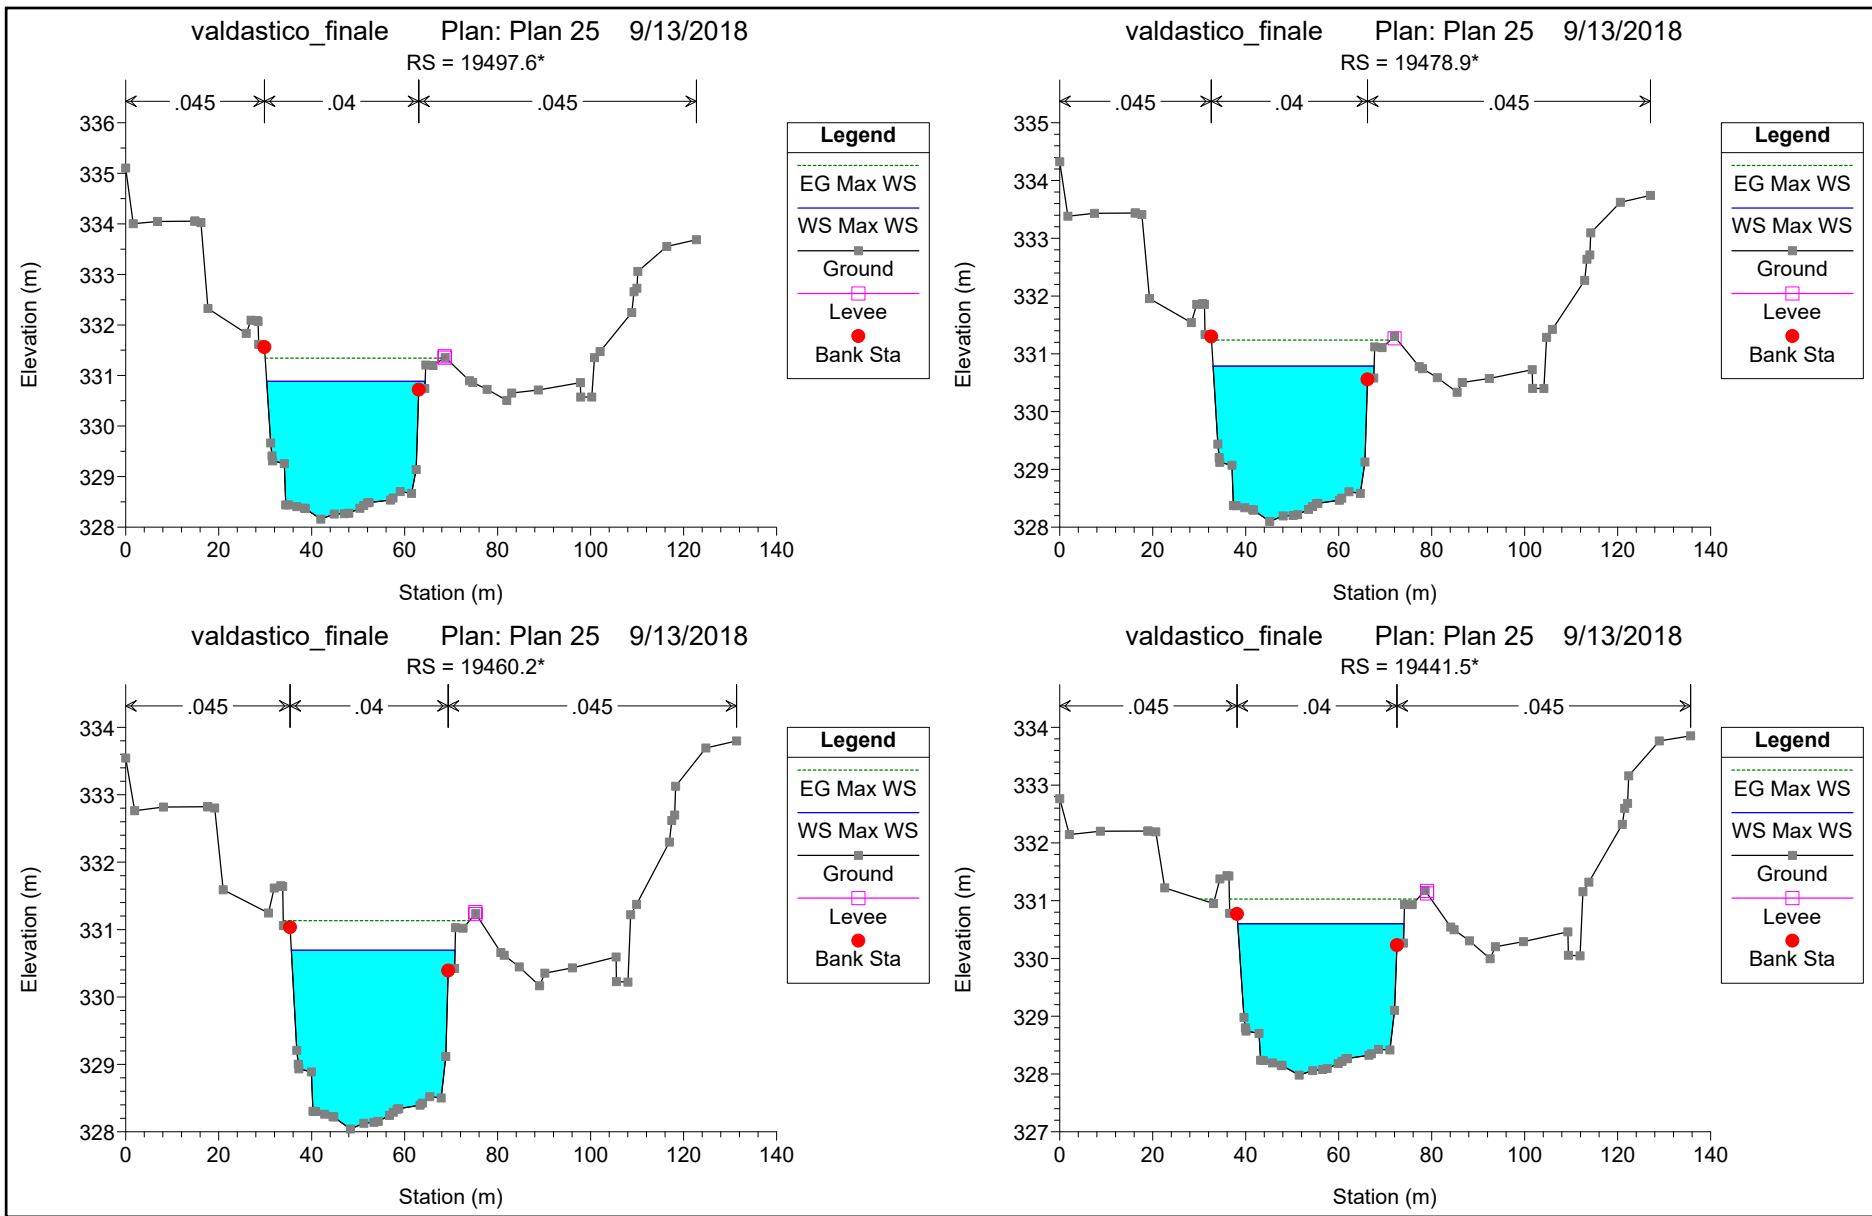 valdastico_finale Plan: Plan 25 9/13/2018
RS = 19497.6*
.045 .04 .045
336
335
334
333
332
331
330
329
328
Elevation (m)
0 20 40 60 80 100 120 140
Station (m)
Legend
EG Max WS
WS Max WS
Ground
Levee
Bank Sta
valdastico_finale Plan: Plan 25 9/13/2018
RS = 19478.9*
.045 .04 .045
335
334
333
332
331
330
329
328
Elevation (m)
0 20 40 60 80 100 120 140
Station (m)
Legend
EG Max WS
WS Max WS
Ground
Levee
Bank Sta
valdastico_finale Plan: Plan 25 9/13/2018
RS = 19460.2*
.045 .04 .045
334
333
332
331
330
329
328
Elevation (m)
0 20 40 60 80 100 120 140
Station (m)
Legend
EG Max WS
WS Max WS
Ground
Levee
Bank Sta
valdastico_finale Plan: Plan 25 9/13/2018
RS = 19441.5*
.045 .04 .045
334
333
332
331
330
329
328
327
Elevation (m)
0 20 40 60 80 100 120 140
Station (m)
Legend
EG Max WS
WS Max WS
Ground
Levee
Bank Sta